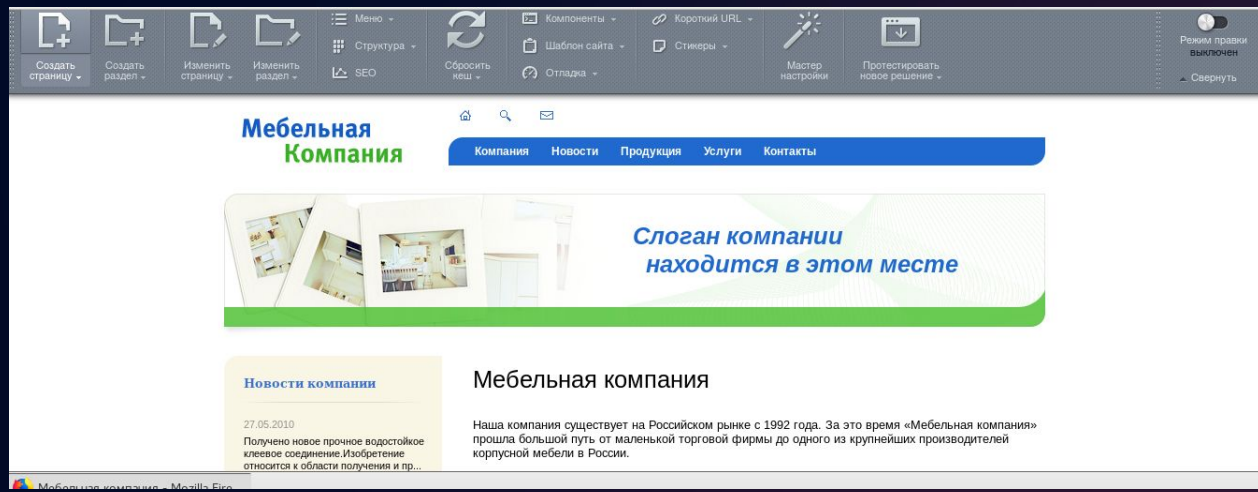 Создать страницу
Создать раздел
Изменить страницу
Изменить раздел
Меню
Структура
SEO
Сбросить кеш
Компоненты
Шаблон сайта
Отладка
Короткий URL
Стикеры
Мастер настройки
Протестировать новое решение
Режим правки
выключен
Свернуть
Мебельная
Компания
Компания Новости Продукция Услуги Контакты
Слоган компании
находится в этом месте
Новости компании
27.05.2010
Получено новое прочное водостойкое
клеевое соединение.Изобретение
относится к области получения и пр...
Мебельная компания
Наша компания существует на Российском рынке с 1992 года. За это время «Мебельная компания»
прошла большой путь от маленькой торговой фирмы до одного из крупнейших производителей
корпусной мебели в России.
Мебельная компания - Mozilla Fire